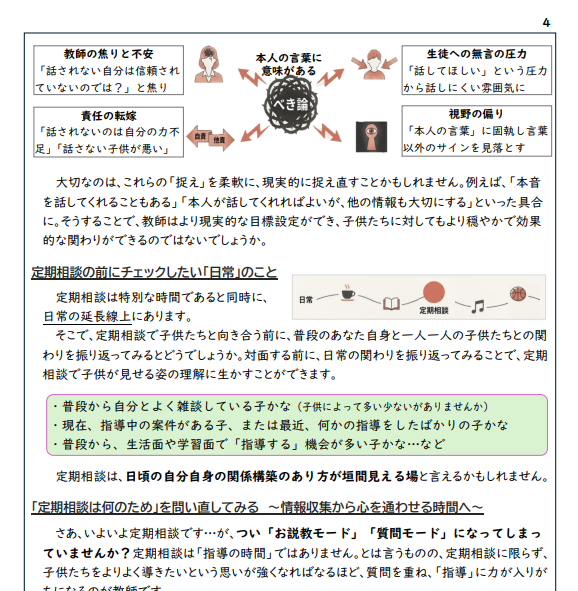 4
教師の焦りと不安
「話されない自分は信頼され
ていないのでは？」と焦り
本人の言葉に
意味がある
生徒への無言の圧力
「話してほしい」という圧力
から話しにくい雰囲気に
べき論
責任の転嫁
「話されないのは自分の力不
足」「話さない子供が悪い」
自責
他責
視野の偏り
「本人の言葉」に固執し言葉
以外のサインを見落とす
大切なのは、これらの「捉え」を柔軟に、現実的に捉え直すことかもしれません。例えば、「本音
を話してくれることもある」「本人が話してくれればよいが、他の情報も大切にする」といった具合
に。そうすることで、教師はより現実的な目標設定ができ、子供たちに対してもより穏やかで効果
的な関わりができるのではないでしょうか。
定期相談の前にチェックしたい「日常」のこと
定期相談は特別な時間であると同時に、
日常の延長線上にあります。
日常
定期相談
そこで、定期相談で子供たちと向き合う前に、普段のあなた自身と一人一人の子供たちとの関
わりを振り返ってみるとどうでしょうか。対面する前に、日常の関わりを振り返ってみることで、定期
相談で子供が見せる姿の理解に生かすことができます。
・普段から自分とよく雑談している子かな（子供によって多い少ないがありませんか）
・現在、指導中の案件がある子、または最近、何かの指導をしたばかりの子かな
・普段から、生活面や学習面で「指導する」機会が多い子かな…など
定期相談は、日頃の自分自身の関係構築のあり方が垣間見える場と言えるかもしれません。
「定期相談は何のため」を問い直してみる　～情報収集から心を通わせる時間へ～
さあ、いよいよ定期相談です…が、つい「お説教モード」「質問モード」になってしまっ
ていませんか？定期相談は「指導の時間」ではありません。とは言うものの、定期相談に限らず、
子供たちをよりよく導きたいという思いが強くなればなるほど、質問を重ね、「指導」に力が入りが
ちになるのが教師です